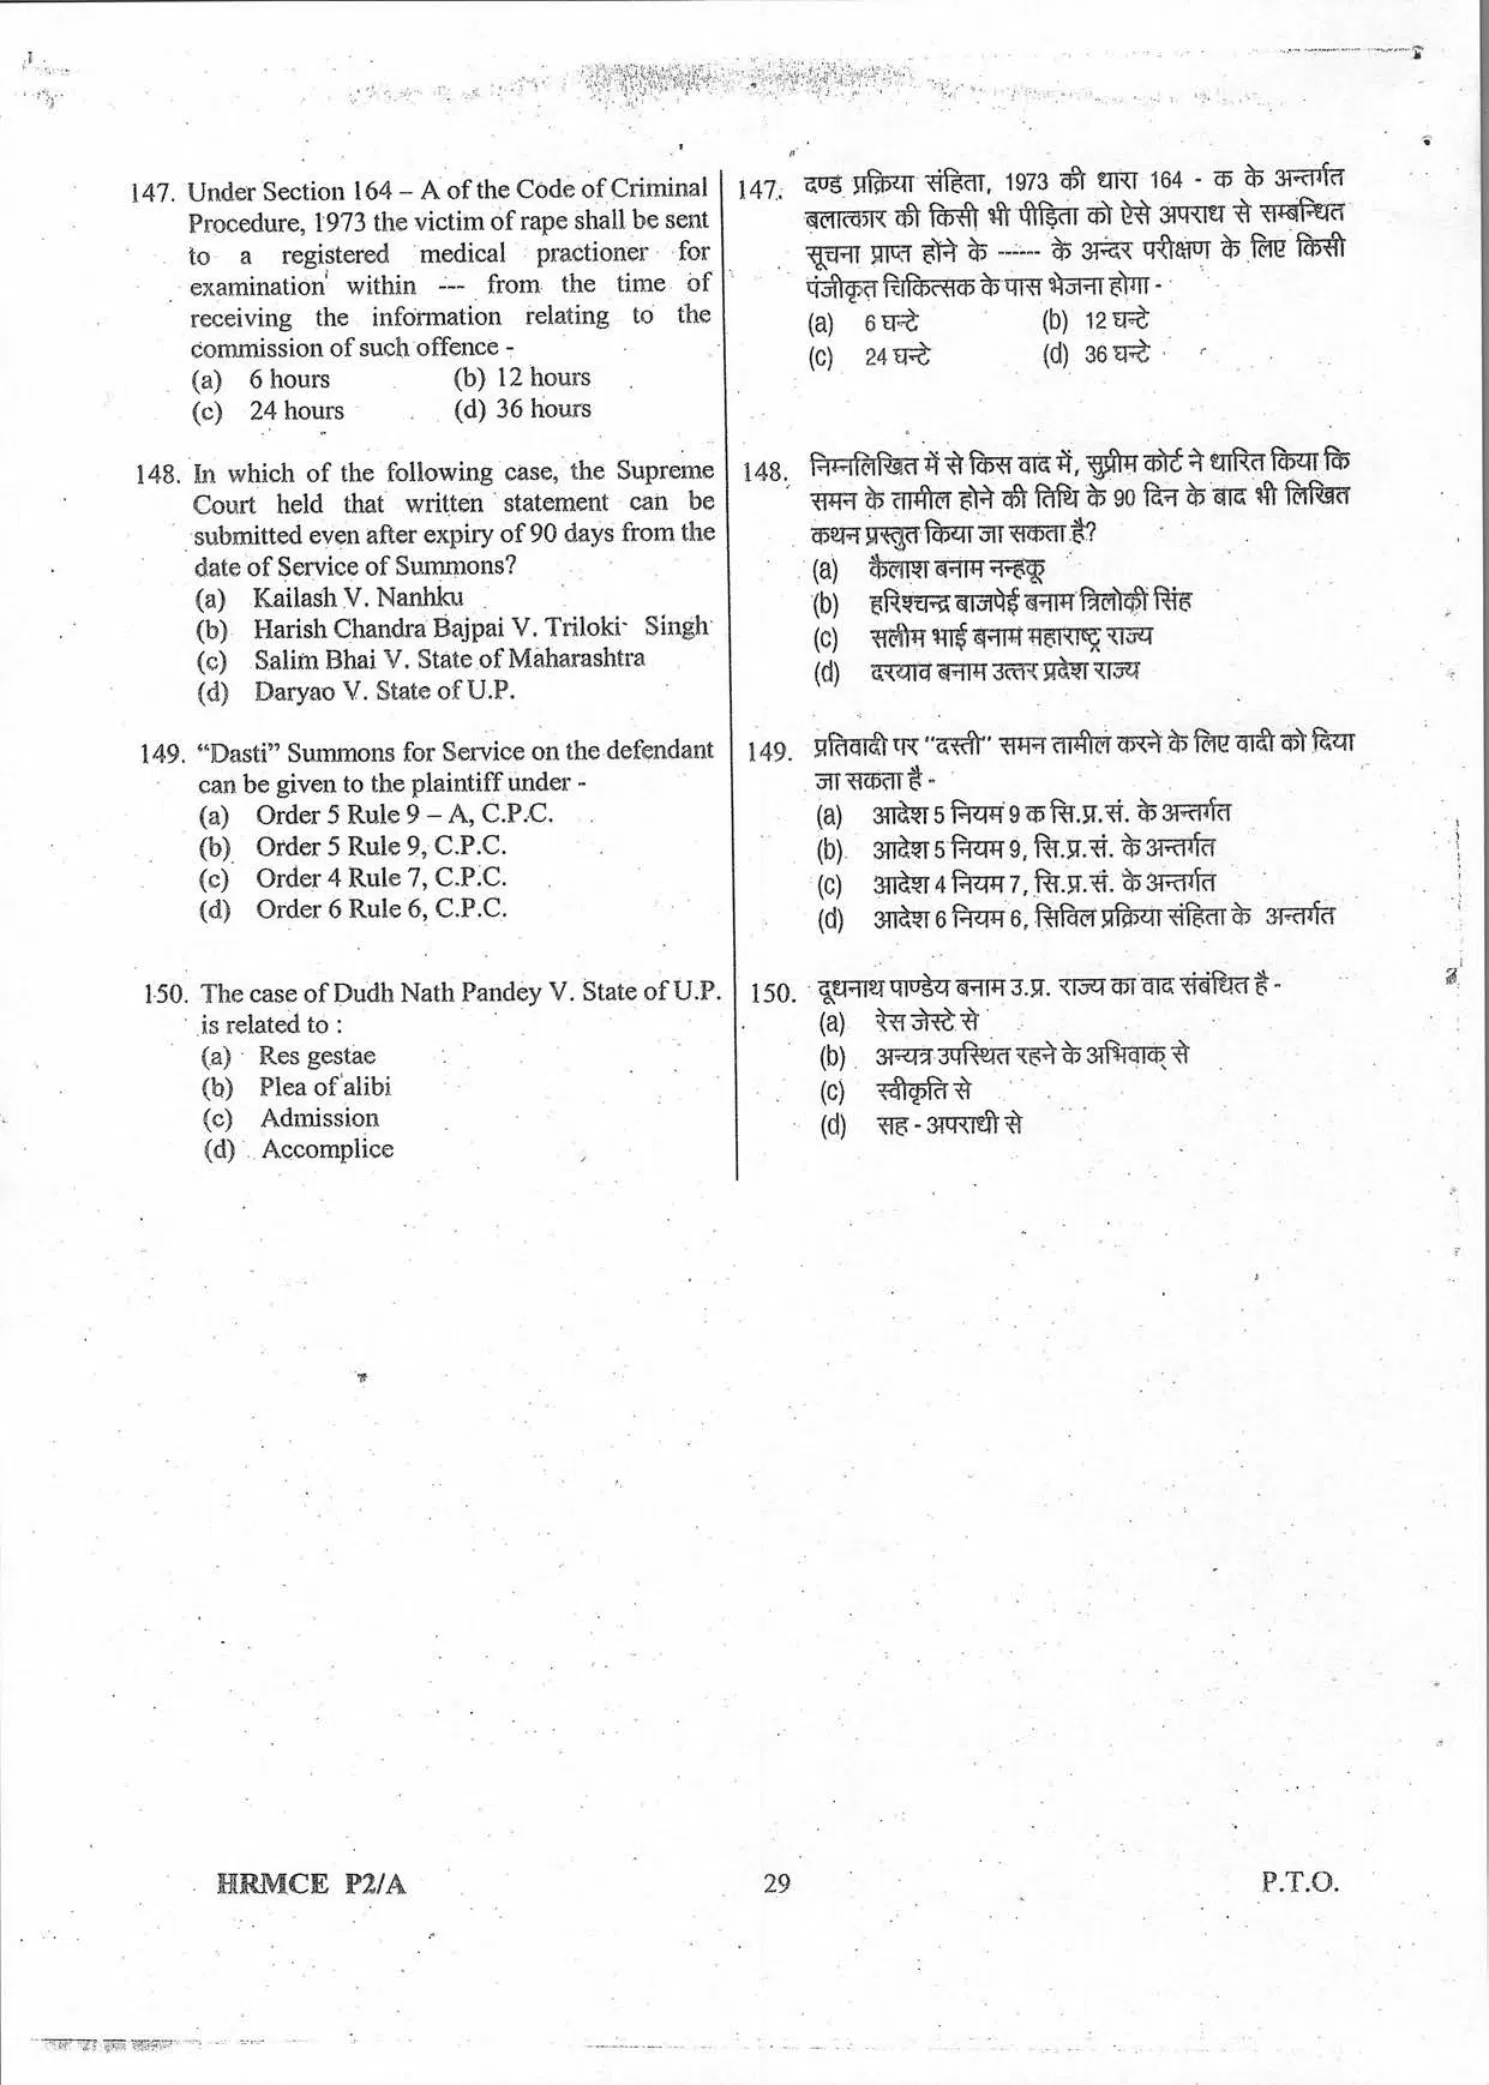 147. Under Section 164 – A of the Code of Criminal
Procedure, 1973 the victim of rape shall be sent
to a registered medical practioner for
examination within --- from the time of
receiving the information relating to the
commission of such offence -
(a) 6 hours (b) 12 hours
(c) 24 hours (d) 36 hours
148. In which of the following case, the Supreme
Court held that written statement can be
submitted even after expiry of 90 days from the
date of Service of Summons?
(a) Kailash V. Nanhku
(b) Harish Chandra Bajpai V. Triloki Singh
(c) Salim Bhai V. State of Maharashtra
(d) Daryao V. State of U.P.
149. “Dasti” Summons for Service on the defendant
can be given to the plaintiff under -
(a) Order 5 Rule 9 – A, C.P.C.
(b) Order 5 Rule 9, C.P.C.
(c) Order 4 Rule 7, C.P.C.
(d) Order 6 Rule 6, C.P.C.
150. The case of Dudh Nath Pandey V. State of U.P.
is related to :
(a) Res gestae
(b) Plea of alibi
(c) Admission
(d) Accomplice
147. दण्ड प्रक्रिया संहिता, 1973 की धारा 164 - क के अन्तर्गत
बलात्कार की किसी भी पीड़िता को ऐसे अपराध से सम्बन्धित
सूचना प्राप्त होने के ------ के अन्दर परीक्षण के लिए किसी
पंजीकृत चिकित्सक के पास भेजना होगा -
(a) 6 घन्टे (b) 12 घन्टे
(c) 24 घन्टे (d) 36 घन्टे
148. निम्नलिखित में से किस वाद में, सुप्रीम कोर्ट ने धारित किया कि
समन के तामील होने की तिथि के 90 दिन के बाद भी लिखित
कथन प्रस्तुत किया जा सकता है?
(a) कैलाश बनाम नन्हकू
(b) हरिश्चन्द्र बाजपेई बनाम त्रिलोकी सिंह
(c) सलीम भाई बनाम महाराष्ट्र राज्य
(d) दरयाव बनाम उत्तर प्रदेश राज्य
149. प्रतिवादी पर “दस्ती” समन तामील करने के लिए वादी को दिया
जा सकता है -
(a) आदेश 5 नियम 9 क सि.प्र.सं. के अन्तर्गत
(b) आदेश 5 नियम 9, सि.प्र.सं. के अन्तर्गत
(c) आदेश 4 नियम 7, सि.प्र.सं. के अन्तर्गत
(d) आदेश 6 नियम 6, सिविल प्रक्रिया संहिता के अन्तर्गत
150. दूधनाथ पाण्डेय बनाम उ.प्र. राज्य का वाद संबंधित है -
(a) रेस जेस्टे से
(b) अन्यत्र उपस्थित रहने के अभिवाक् से
(c) स्वीकृति से
(d) सह - अपराधी से
HRMCE P2/A 29 P.T.O.